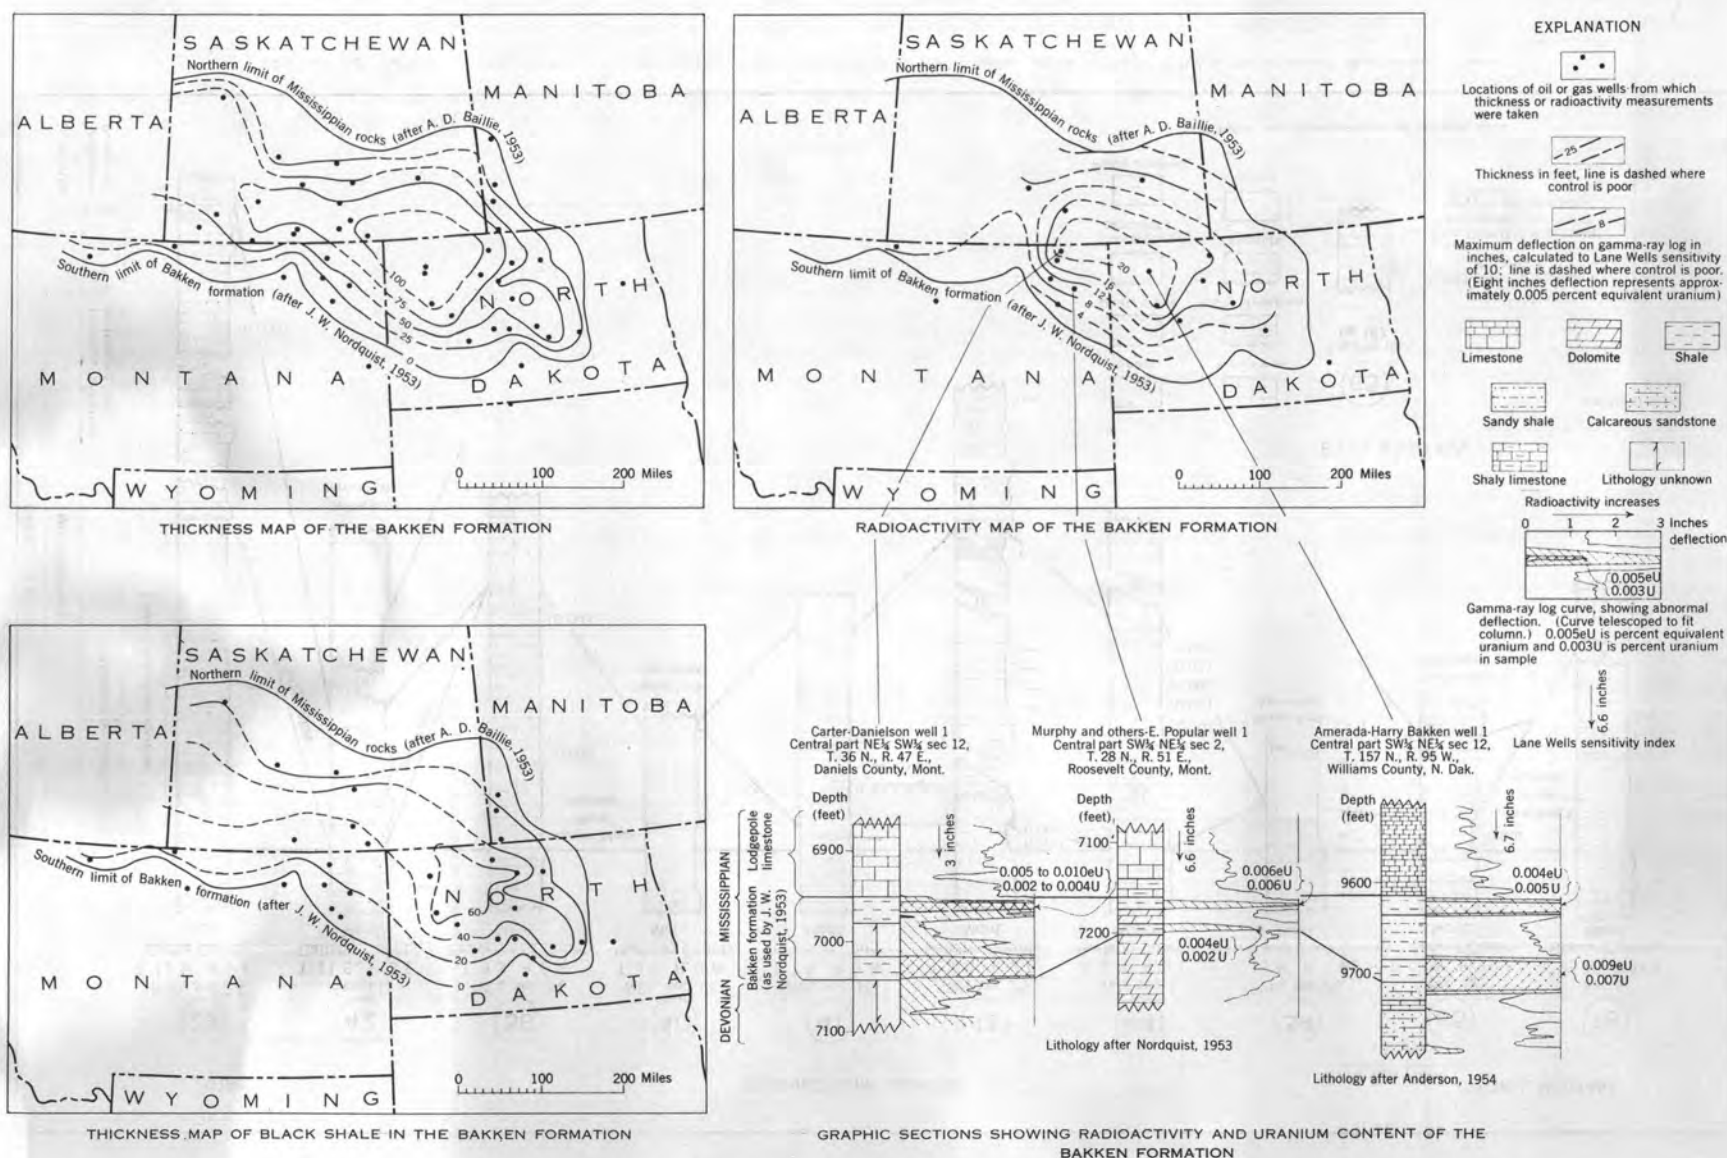 SASKATCHEWAN
Northern limit of Mississippian rocks (after A. D. Baillie, 1953)
MANITOBA
ALBERTA
Southern limit of Bakken formation (after J. W. Nordquist, 1953)
100
75
50
25
0
NORTH
DAKOTA
MONTANA
WYOMING
0 100 200 Miles
THICKNESS MAP OF THE BAKKEN FORMATION
SASKATCHEWAN
Northern limit of Mississippian rocks (after A. D. Baillie, 1953)
MANITOBA
ALBERTA
Southern limit of Bakken formation (after J. W. Nordquist, 1953)
20
16
12
8
4
NORTH
DAKOTA
MONTANA
WYOMING
0 100 200 Miles
RADIOACTIVITY MAP OF THE BAKKEN FORMATION
EXPLANATION
Locations of oil or gas wells from which
thickness or radioactivity measurements
were taken
25
Thickness in feet, line is dashed where
control is poor
8
Maximum deflection on gamma-ray log in
inches, calculated to Lane Wells sensitivity
of 10; line is dashed where control is poor.
(Eight inches deflection represents approx-
imately 0.005 percent equivalent uranium)
Limestone Dolomite Shale
Sandy shale Calcareous sandstone
Shaly limestone Lithology unknown
Radioactivity increases
0 1 2 3 Inches
deflection
0.005eU
0.003U
Gamma-ray log curve, showing abnormal
deflection. (Curve telescoped to fit
column.) 0.005eU is percent equivalent
uranium and 0.003U is percent uranium
in sample
6.6 inches
Lane Wells sensitivity index
SASKATCHEWAN
Northern limit of Mississippian rocks (after A. D. Baillie, 1953)
MANITOBA
ALBERTA
Southern limit of Bakken formation (after J. W. Nordquist, 1953)
60
40
20
0
NORTH
DAKOTA
MONTANA
WYOMING
0 100 200 Miles
THICKNESS MAP OF BLACK SHALE IN THE BAKKEN FORMATION
Carter-Danielson well 1
Central part NE¼ SW¼ sec 12,
T. 36 N., R. 47 E.,
Daniels County, Mont.
Murphy and others-E. Popular well 1
Central part SW¼ NE¼ sec 2,
T. 28 N., R. 51 E.,
Roosevelt County, Mont.
Amerada-Harry Bakken well 1
Central part SW¼ NE¼ sec 12,
T. 157 N., R. 95 W.,
Williams County, N. Dak.
DEVONIAN
MISSISSIPPIAN
Lodgepole
limestone
Bakken formation
(as used by J. W.
Nordquist, 1953)
Depth
(feet)
6900
7000
7100
3 inches
0.005 to 0.010eU
0.002 to 0.004U
Depth
(feet)
7100
7200
6.6 inches
0.006eU
0.006U
0.004eU
0.002U
Lithology after Nordquist, 1953
Depth
(feet)
9600
9700
6.7 inches
0.004eU
0.005U
0.009eU
0.007U
Lithology after Anderson, 1954
GRAPHIC SECTIONS SHOWING RADIOACTIVITY AND URANIUM CONTENT OF THE
BAKKEN FORMATION